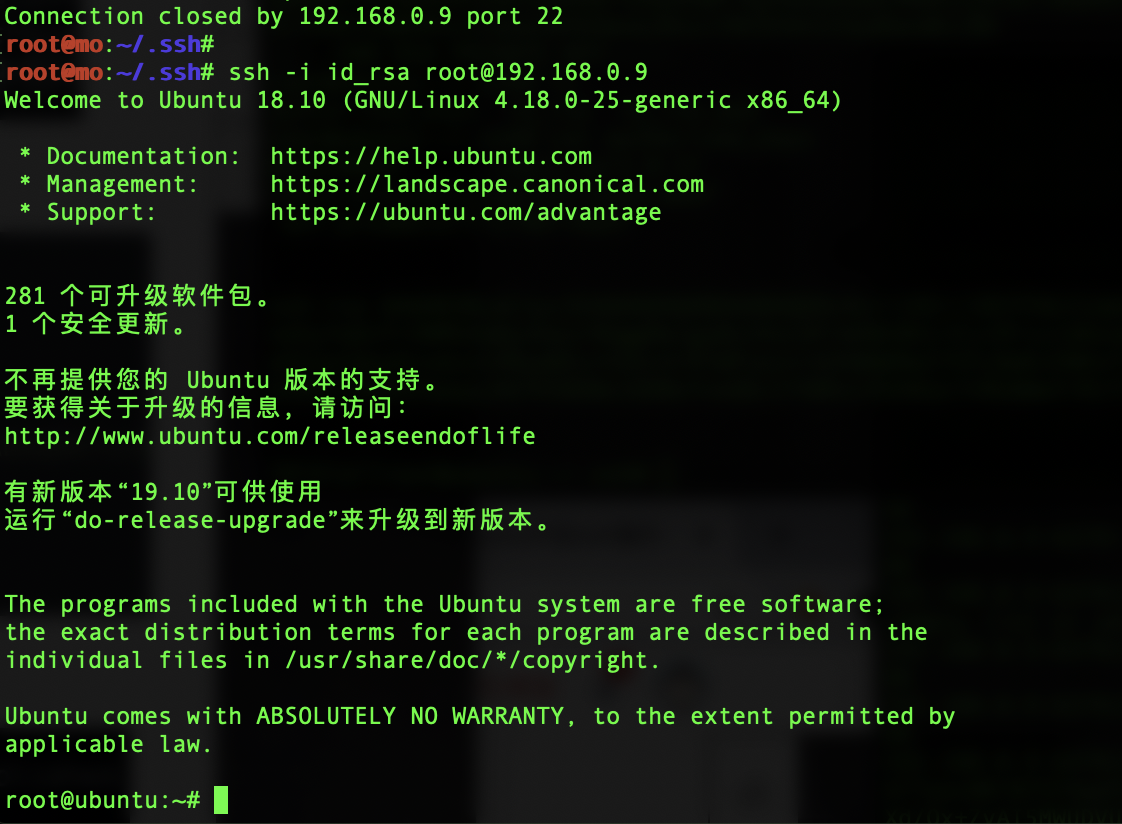 Connection closed by 192.168.0.9 port 22
[root@mo:~/.ssh#
[root@mo:~/.ssh# ssh -i id_rsa root@192.168.0.9
Welcome to Ubuntu 18.10 (GNU/Linux 4.18.0-25-generic x86_64)
* Documentation:  https://help.ubuntu.com
* Management:     https://landscape.canonical.com
* Support:        https://ubuntu.com/advantage
281 个可升级软件包。
1 个安全更新。
不再提供您的 Ubuntu 版本的支持。
要获得关于升级的信息, 请访问:
http://www.ubuntu.com/releaseendoflife
有新版本“19.10”可供使用
运行“do-release-upgrade”来升级到新版本。
The programs included with the Ubuntu system are free software;
the exact distribution terms for each program are described in the
individual files in /usr/share/doc/*/copyright.
Ubuntu comes with ABSOLUTELY NO WARRANTY, to the extent permitted by
applicable law.
root@ubuntu:~#